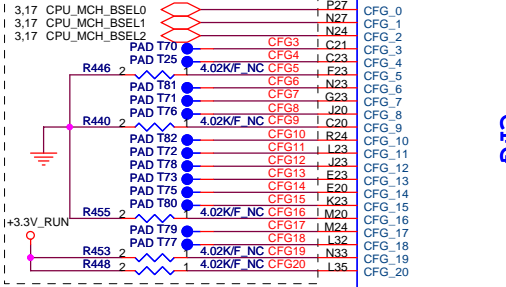 3,17 CPU_MCH_BSEL0 P27 CFG_0
3,17 CPU_MCH_BSEL1 N27 CFG_1
3,17 CPU_MCH_BSEL2 N24 CFG_2
PAD T70 CFG3 C21 CFG_3
PAD T25 CFG4 C23 CFG_4
R446 2 1 4.02K/F_NC CFG5 F23 CFG_5
PAD T81 CFG6 N23 CFG_6
PAD T71 CFG7 G23 CFG_7
PAD T76 CFG8 J20 CFG_8
R440 2 1 4.02K/F_NC CFG9 C20 CFG_9
PAD T82 CFG10 R24 CFG_10
PAD T72 CFG11 L23 CFG_11
PAD T78 CFG12 J23 CFG_12
PAD T73 CFG13 E23 CFG_13
PAD T75 CFG14 E20 CFG_14
PAD T80 CFG15 K23 CFG_15
R455 2 1 4.02K/F_NC CFG16 M20 CFG_16
+3.3V_RUN PAD T79 CFG17 M24 CFG_17
PAD T77 CFG18 L32 CFG_18
R453 2 1 4.02K/F_NC CFG19 N33 CFG_19
R448 2 1 4.02K/F_NC CFG20 L35 CFG_20